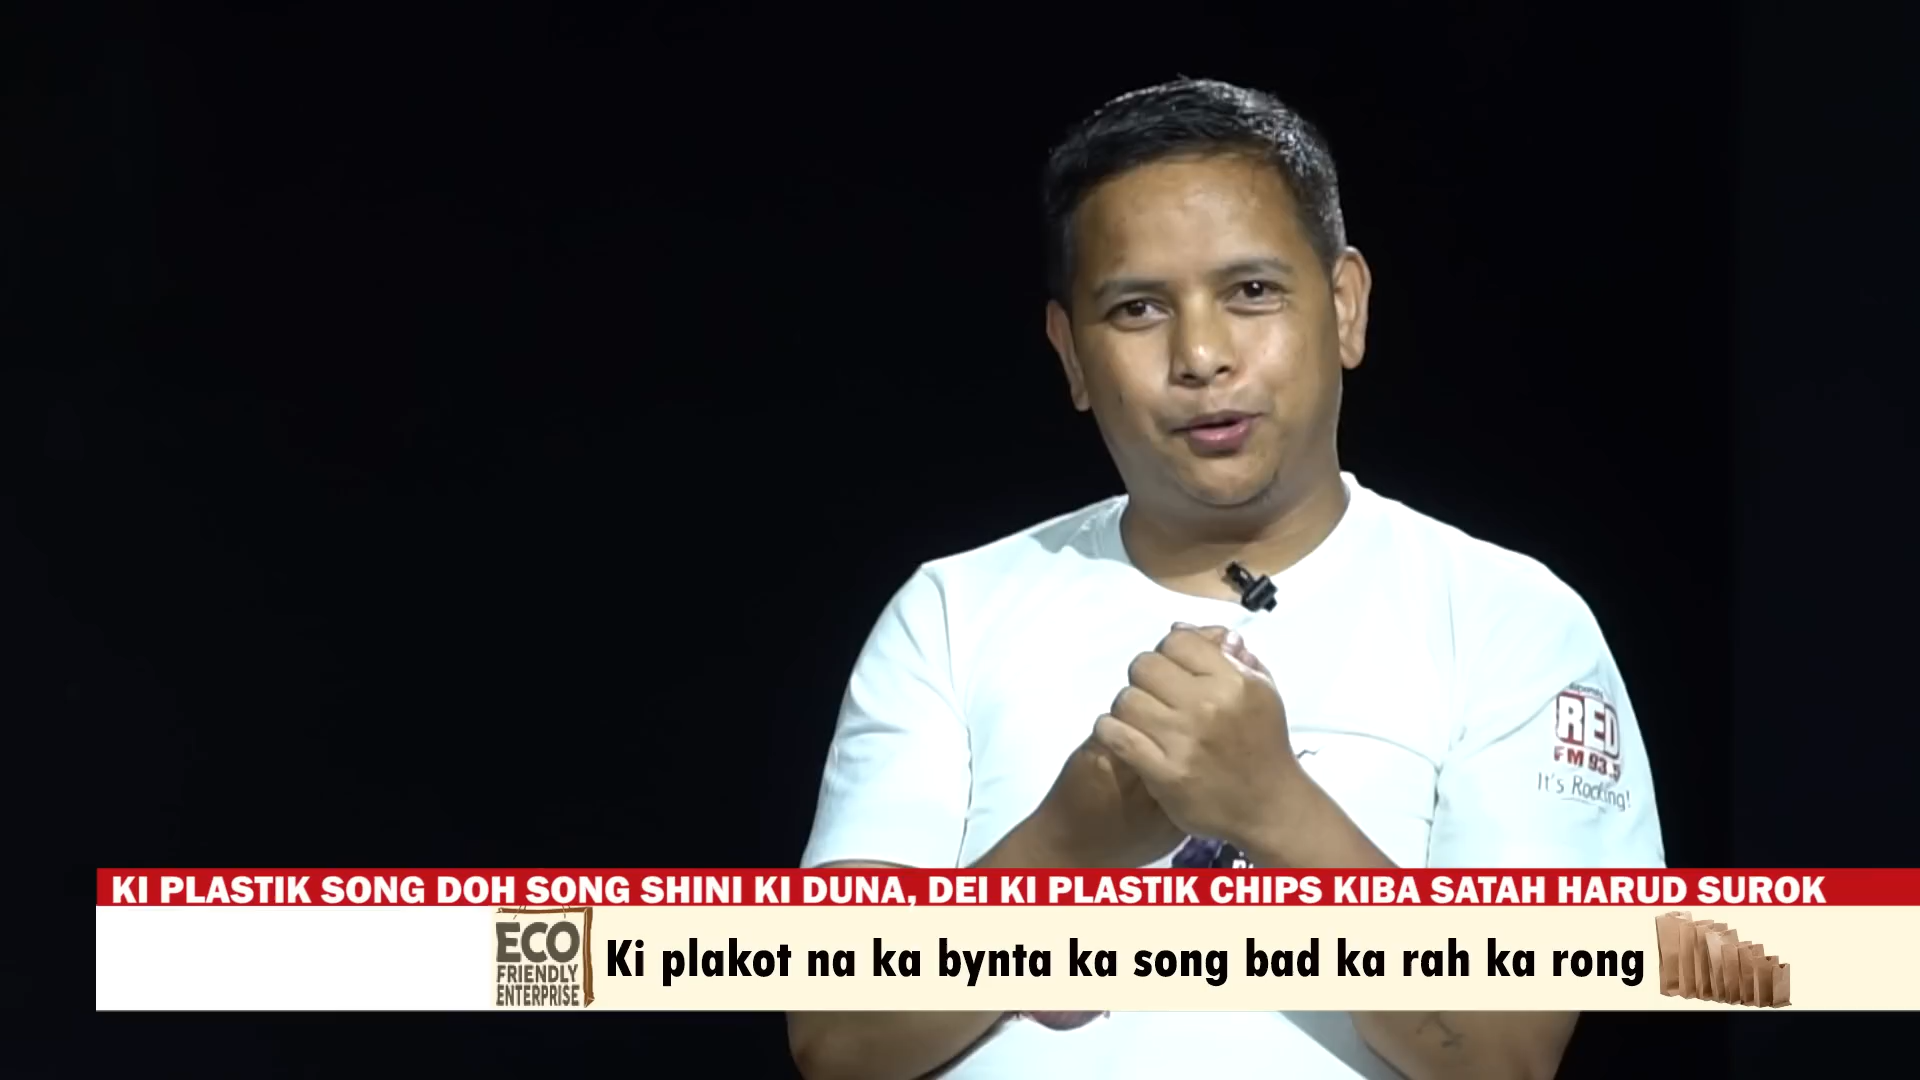 RED
FM 93.5
It's Rocking!
KI PLASTIK SONG DOH SONG SHINI KI DUNA, DEI KI PLASTIK CHIPS KIBA SATAH HARUD SUROK
ECO
FRIENDLY
ENTERPRISE
Ki plakot na ka bynta ka song bad ka rah ka rong